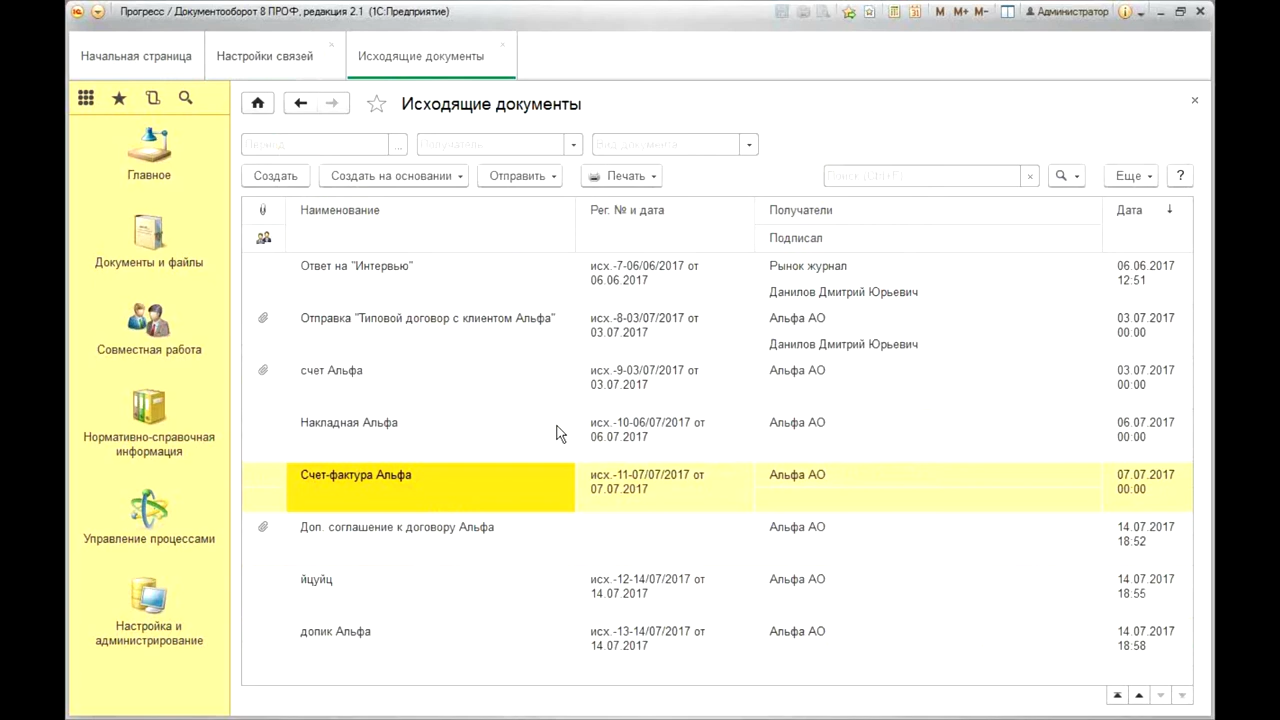 Прогресс / Документооборот 8 ПРОФ, редакция 2.1 (1С:Предприятие)
M M+ M- Администратор
Начальная страница
Настройки связей
Исходящие документы
Исходящие документы
Период
Получатель
Вид документа
Создать
Создать на основании
Отправить
Печать
Поиск (Ctrl+F)
Еще
?
Главное
Документы и файлы
Совместная работа
Нормативно-справочная
информация
Управление процессами
Настройка и
администрирование
Наименование Рег. № и дата Получатели Дата
Подписал
Ответ на "Интервью" исх.-7-06/06/2017 от Рынок журнал 06.06.2017
06.06.2017 12:51
Данилов Дмитрий Юрьевич
Отправка "Типовой договор с клиентом Альфа" исх.-8-03/07/2017 от Альфа АО 03.07.2017
03.07.2017 00:00
Данилов Дмитрий Юрьевич
счет Альфа исх.-9-03/07/2017 от Альфа АО 03.07.2017
03.07.2017 00:00
Накладная Альфа исх.-10-06/07/2017 от Альфа АО 06.07.2017
06.07.2017 00:00
Счет-фактура Альфа исх.-11-07/07/2017 от Альфа АО 07.07.2017
07.07.2017 00:00
Доп. соглашение к договору Альфа Альфа АО 14.07.2017
18:52
йцуйц исх.-12-14/07/2017 от Альфа АО 14.07.2017
14.07.2017 18:55
допик Альфа исх.-13-14/07/2017 от Альфа АО 14.07.2017
14.07.2017 18:58